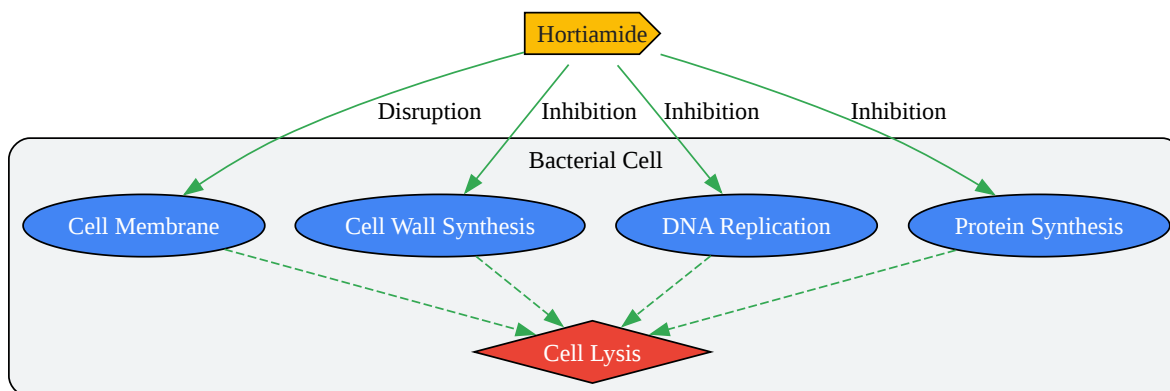 Hortiamide
Disruption
Inhibition
Inhibition
Inhibition
Bacterial Cell
Cell Membrane
Cell Wall Synthesis
DNA Replication
Protein Synthesis
Cell Lysis